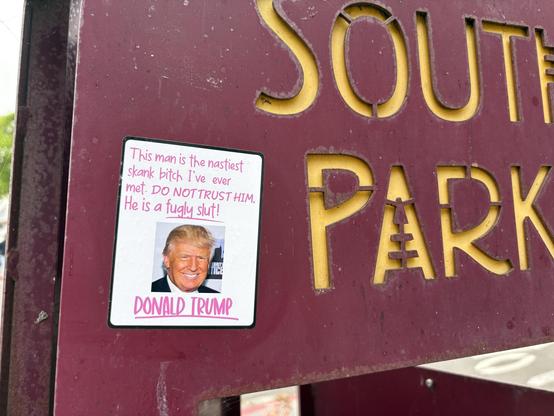 SOUTH
PARK
This man is the nastiest
skank bitch I've ever
met. DO NOT TRUST HIM.
He is a fugly slut!
DONALD TRUMP